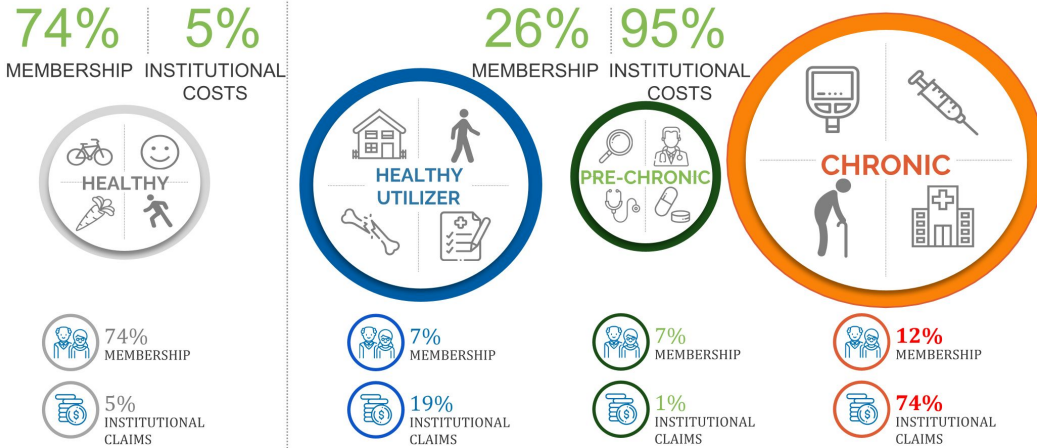 74%
5%
MEMBERSHIP
INSTITUTIONAL
COSTS
26%
95%
MEMBERSHIP
INSTITUTIONAL
COSTS
HEALTHY
HEALTHY
UTILIZER
PRE-CHRONIC
CHRONIC
74%
MEMBERSHIP
5%
INSTITUTIONAL
CLAIMS
7%
MEMBERSHIP
19%
INSTITUTIONAL
CLAIMS
7%
MEMBERSHIP
1%
INSTITUTIONAL
CLAIMS
12%
MEMBERSHIP
74%
INSTITUTIONAL
CLAIMS